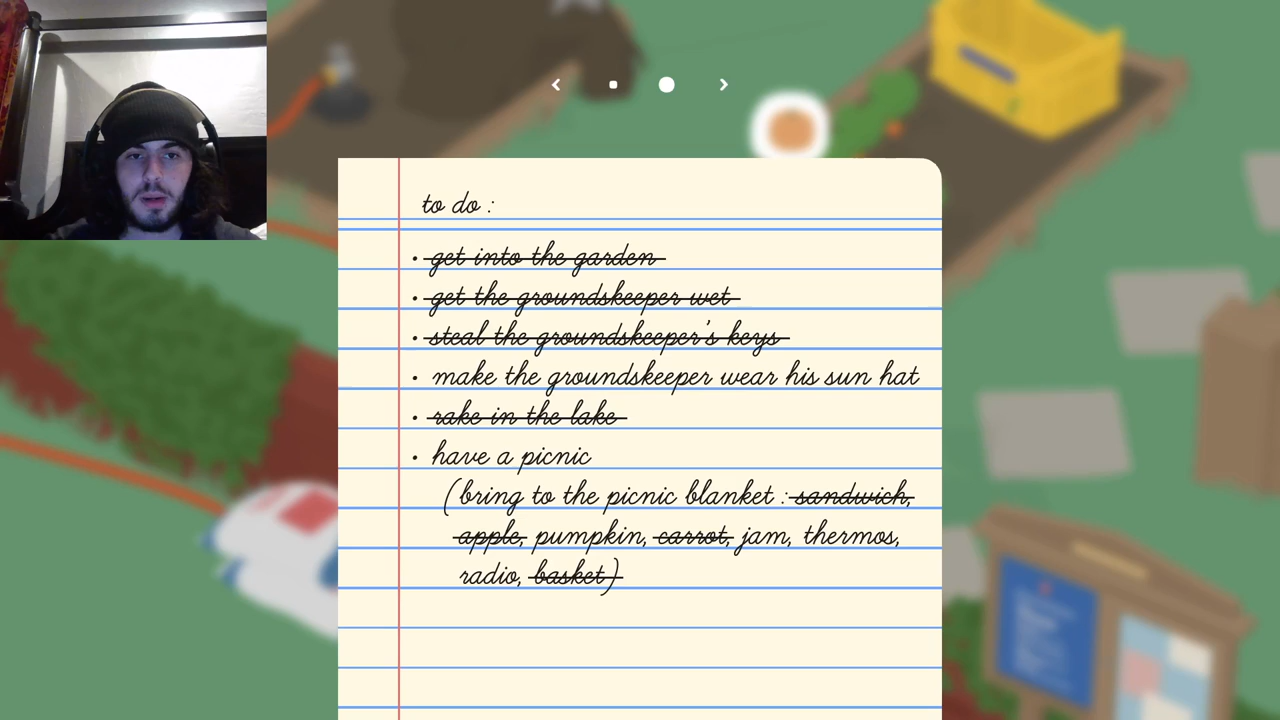 to do :
• get into the garden
• get the groundskeeper wet
• steal the groundskeeper's keys
• make the groundskeeper wear his sun hat
• rake in the lake
• have a picnic
(bring to the picnic blanket : sandwich,
apple, pumpkin, carrot, jam, thermos,
radio, basket)